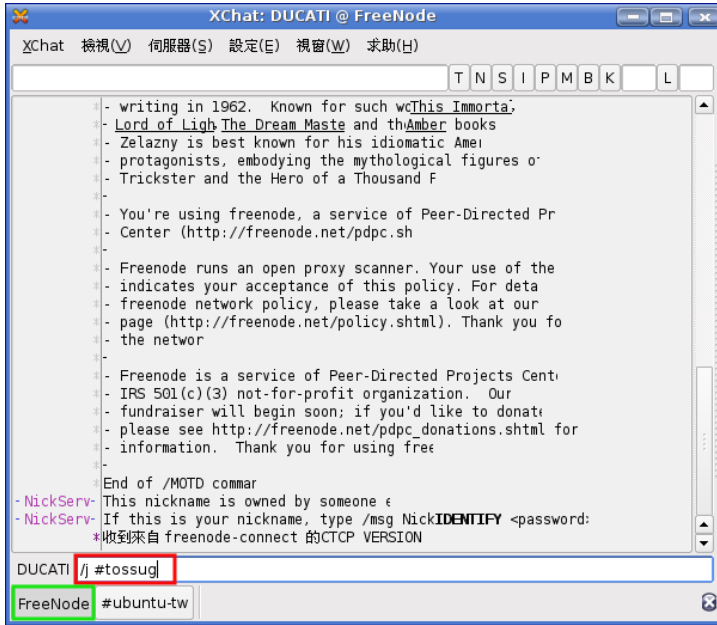 XChat: DUCATI @ FreeNode
XChat 檢視(V) 伺服器(S) 設定(E) 視窗(W) 求助(H)
T N S I P M B K L
*- writing in 1962. Known for such wo This Immorta
*- Lord of Ligh The Dream Maste and th Amber books
*- Zelazny is best known for his idiomatic Amer
*- protagonists, embodying the mythological figures o
*- Trickster and the Hero of a Thousand F
*-
*- You're using freenode, a service of Peer-Directed Pr
*- Center (http://freenode.net/pdpc.sh
*-
*- Freenode runs an open proxy scanner. Your use of the
*- indicates your acceptance of this policy. For deta
*- freenode network policy, please take a look at our
*- page (http://freenode.net/policy.shtml). Thank you fo
*- the networ
*-
*- Freenode is a service of Peer-Directed Projects Cent
*- IRS 501(c)(3) not-for-profit organization. Our
*- fundraiser will begin soon; if you'd like to donate
*- please see http://freenode.net/pdpc_donations.shtml for
*- information. Thank you for using free
*-
*End of /MOTD commar
-NickServ- This nickname is owned by someone e
-NickServ- If this is your nickname, type /msg NickIDENTIFY <password:
*收到來自 freenode-connect 的CTCP VERSION
DUCATI /j #tossug
FreeNode #ubuntu-tw